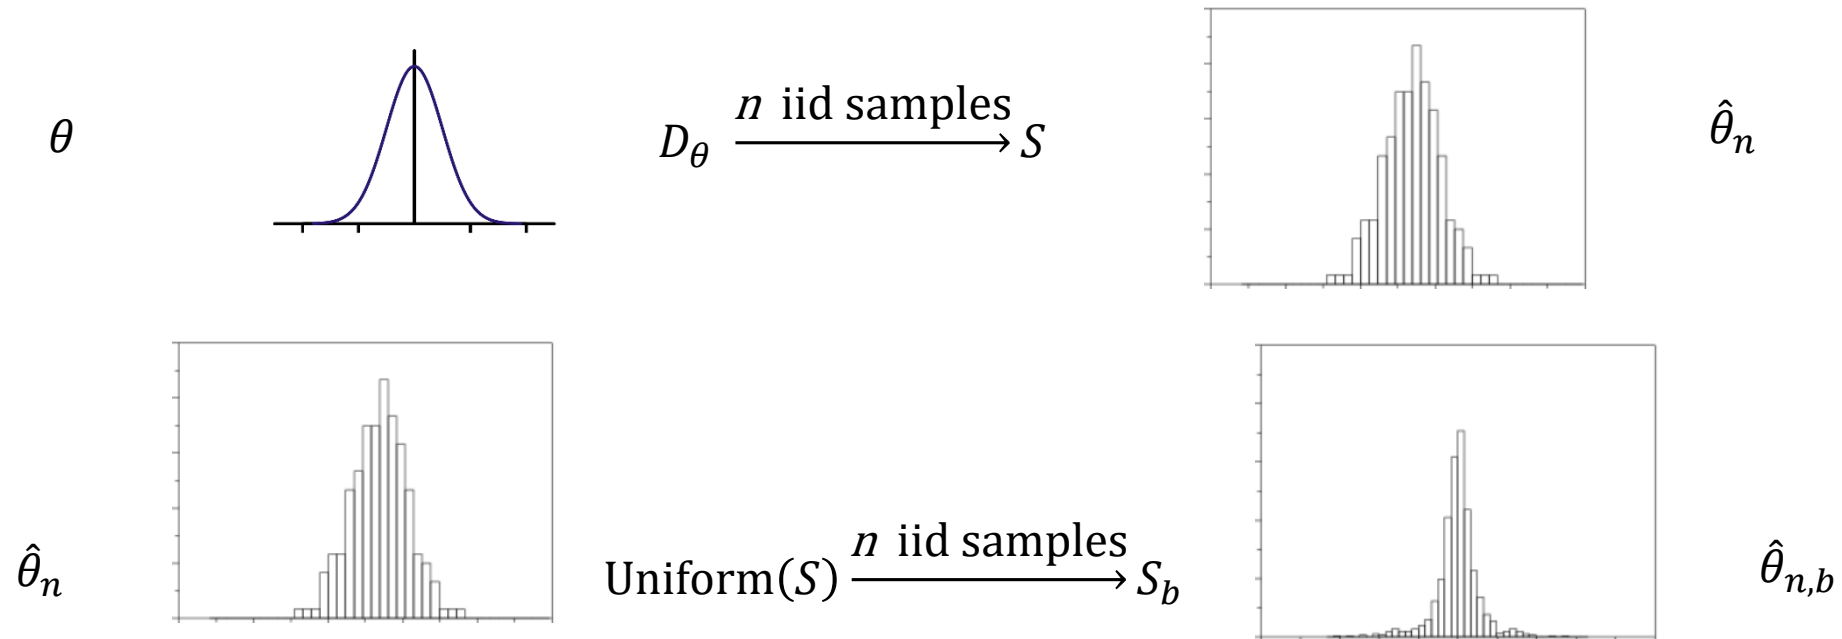 θ
n iid samples
D_θ ⟶ S
θ̂_n
θ̂_n
n iid samples
Uniform(S) ⟶ S_b
θ̂_{n,b}